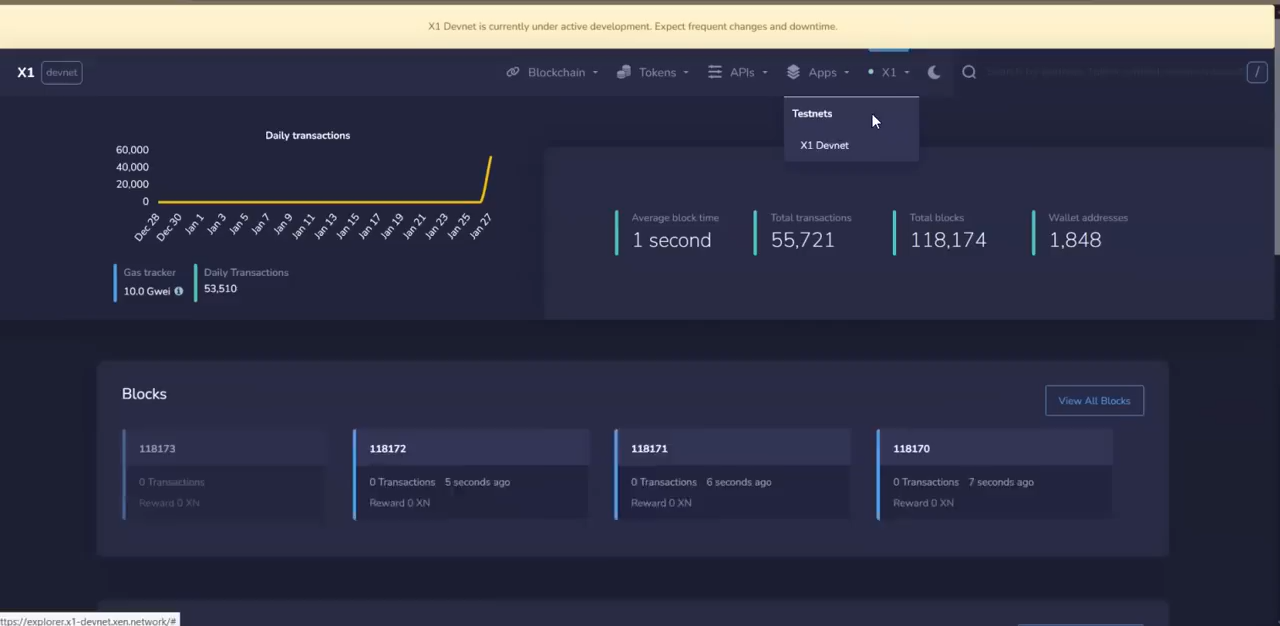 X1 Devnet is currently under active development. Expect frequent changes and downtime.
X1 devnet Blockchain Tokens APIs Apps X1 /
Testnets
X1 Devnet
Daily transactions
60,000
40,000
20,000
0
Dec 28 Dec 30 Jan 1 Jan 3 Jan 5 Jan 7 Jan 9 Jan 11 Jan 13 Jan 15 Jan 17 Jan 19 Jan 21 Jan 23 Jan 25 Jan 27
Average block time Total transactions Total blocks Wallet addresses
1 second 55,721 118,174 1,848
Gas tracker Daily Transactions
10.0 Gwei 53,510
Blocks
View All Blocks
118173 118172 118171 118170
0 Transactions 0 Transactions 5 seconds ago 0 Transactions 6 seconds ago 0 Transactions 7 seconds ago
Reward 0 XN Reward 0 XN Reward 0 XN Reward 0 XN
ttps://explorer.x1-devnet.xen.network/#